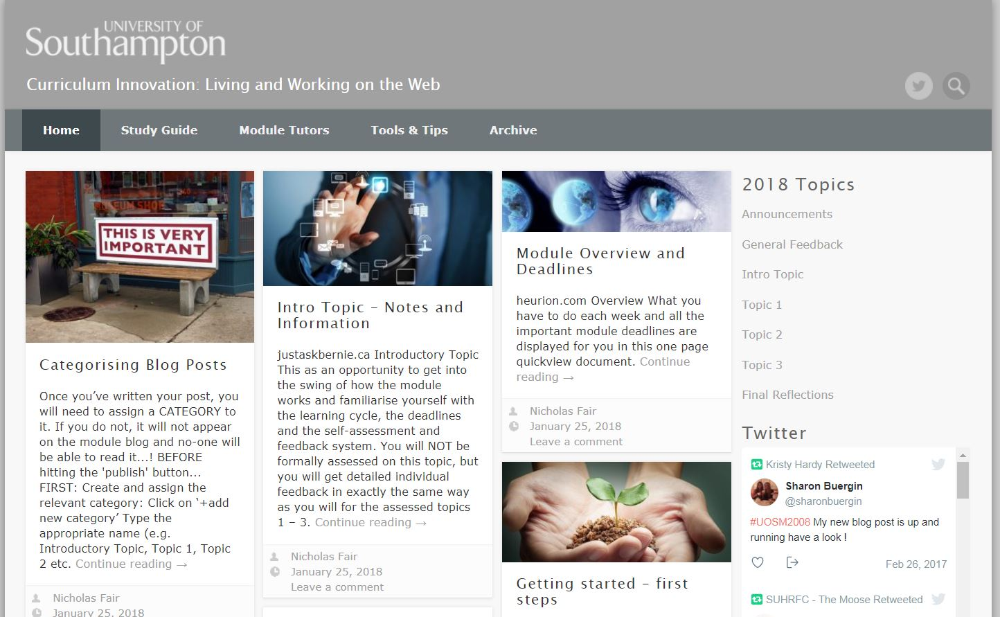 UNIVERSITY OF
Southampton
Curriculum Innovation: Living and Working on the Web
Home
Study Guide
Module Tutors
Tools & Tips
Archive
MUSEUM SHOP
THIS IS VERY
IMPORTANT
Categorising Blog Posts
Once you’ve written your post, you
will need to assign a CATEGORY to
it. If you do not, it will not appear
on the module blog and no-one will
be able to read it...! BEFORE
hitting the 'publish' button...
FIRST: Create and assign the
relevant category: Click on ‘+add
new category’ Type the
appropriate name (e.g.
Introductory Topic, Topic 1, Topic
2 etc. Continue reading →
Nicholas Fair
January 25, 2018
Intro Topic – Notes and
Information
justaskbernie.ca Introductory Topic
This as an opportunity to get into
the swing of how the module
works and familiarise yourself with
the learning cycle, the deadlines
and the self-assessment and
feedback system. You will NOT be
formally assessed on this topic, but
you will get detailed individual
feedback in exactly the same way
as you will for the assessed topics
1 – 3. Continue reading →
Nicholas Fair
January 25, 2018
Leave a comment
Module Overview and
Deadlines
heurion.com Overview What you
have to do each week and all the
important module deadlines are
displayed for you in this one page
quickview document. Continue
reading →
Nicholas Fair
January 25, 2018
Leave a comment
Getting started – first
steps
2018 Topics
Announcements
General Feedback
Intro Topic
Topic 1
Topic 2
Topic 3
Final Reflections
Twitter
Kristy Hardy Retweeted
Sharon Buergin
@sharonbuergin
#UOSM2008 My new blog post is up and
running have a look !
Feb 26, 2017
SUHRFC - The Moose Retweeted